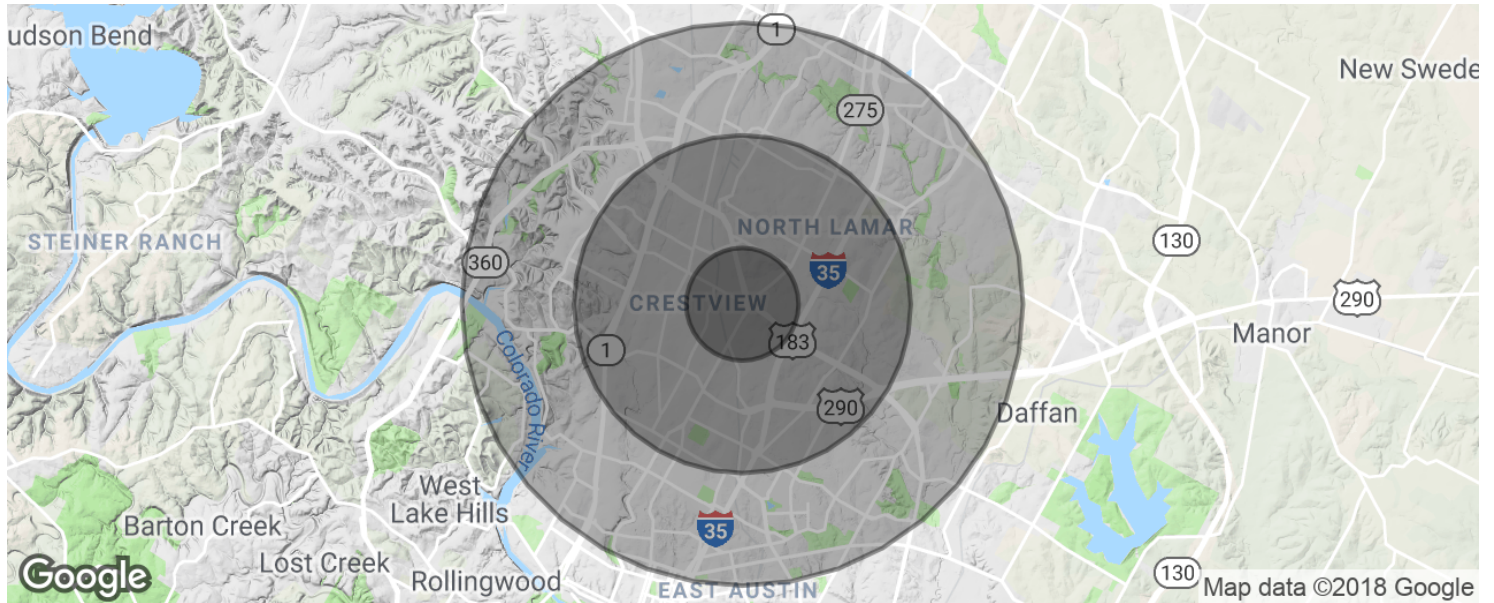 udson Bend
1
New Swede
275
STEINER RANCH
NORTH LAMAR
130
360
35
CRESTVIEW
290
183
Manor
1
Colorado River
290
Daffan
West
Lake Hills
Barton Creek
35
Lost Creek
Rollingwood
EAST AUSTIN
130
Google
Map data ©2018 Google